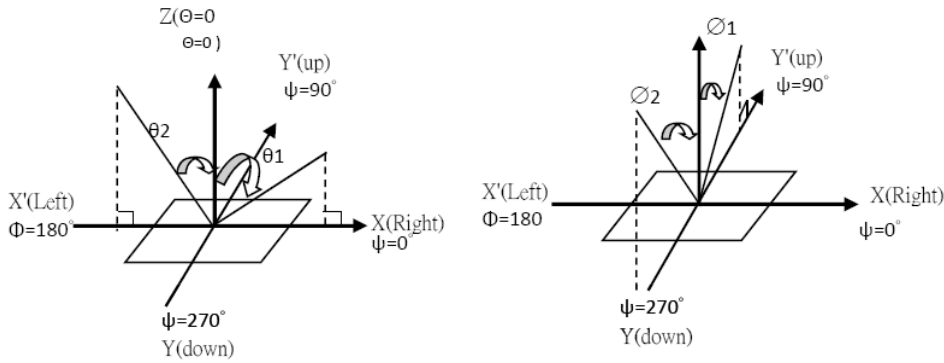 Z(Θ=0
Θ=0 )
Y'(up)
ψ=90°
θ2
θ1
X'(Left)
Φ=180°
X(Right)
ψ=0°
ψ=270°
Y(down)
∅1
Y'(up)
ψ=90°
∅2
X'(Left)
Φ=180
X(Right)
ψ=0°
ψ=270°
Y(down)